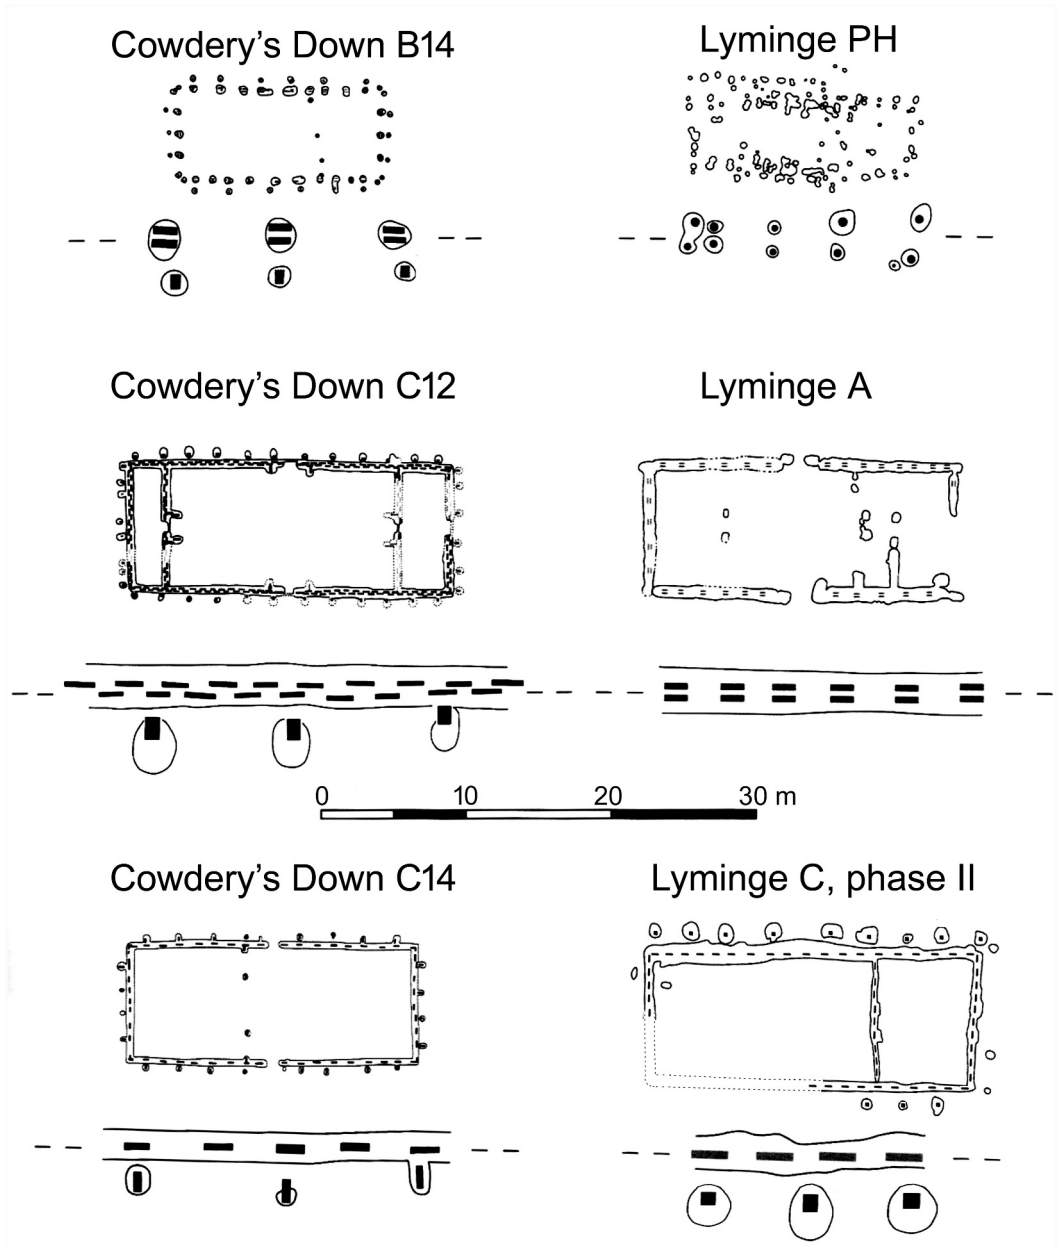 Cowdery's Down B14
Lyminge PH
Cowdery's Down C12
Lyminge A
0 10 20 30 m
Cowdery's Down C14
Lyminge C, phase II